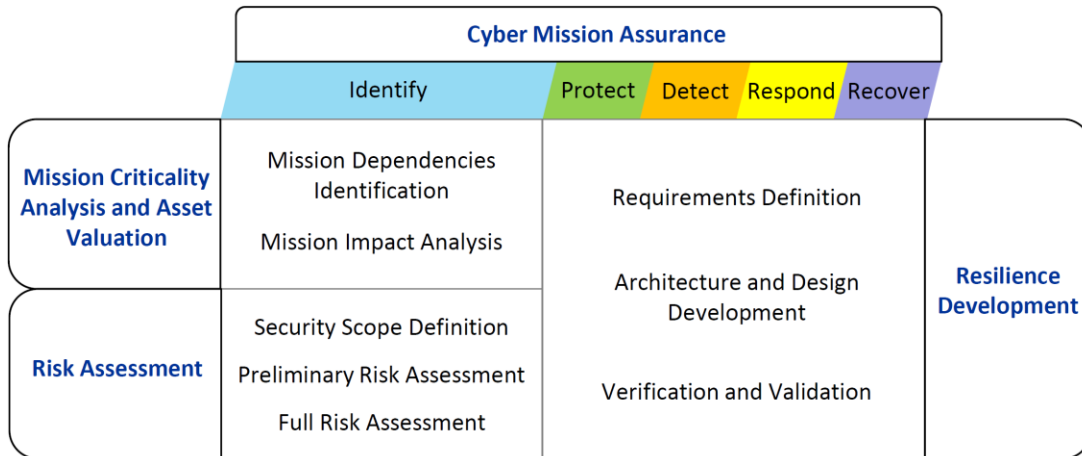 Cyber Mission Assurance
Identify
Protect
Detect
Respond
Recover
Mission Criticality
Analysis and Asset
Valuation
Mission Dependencies
Identification
Mission Impact Analysis
Risk Assessment
Security Scope Definition
Preliminary Risk Assessment
Full Risk Assessment
Requirements Definition
Architecture and Design
Development
Verification and Validation
Resilience
Development